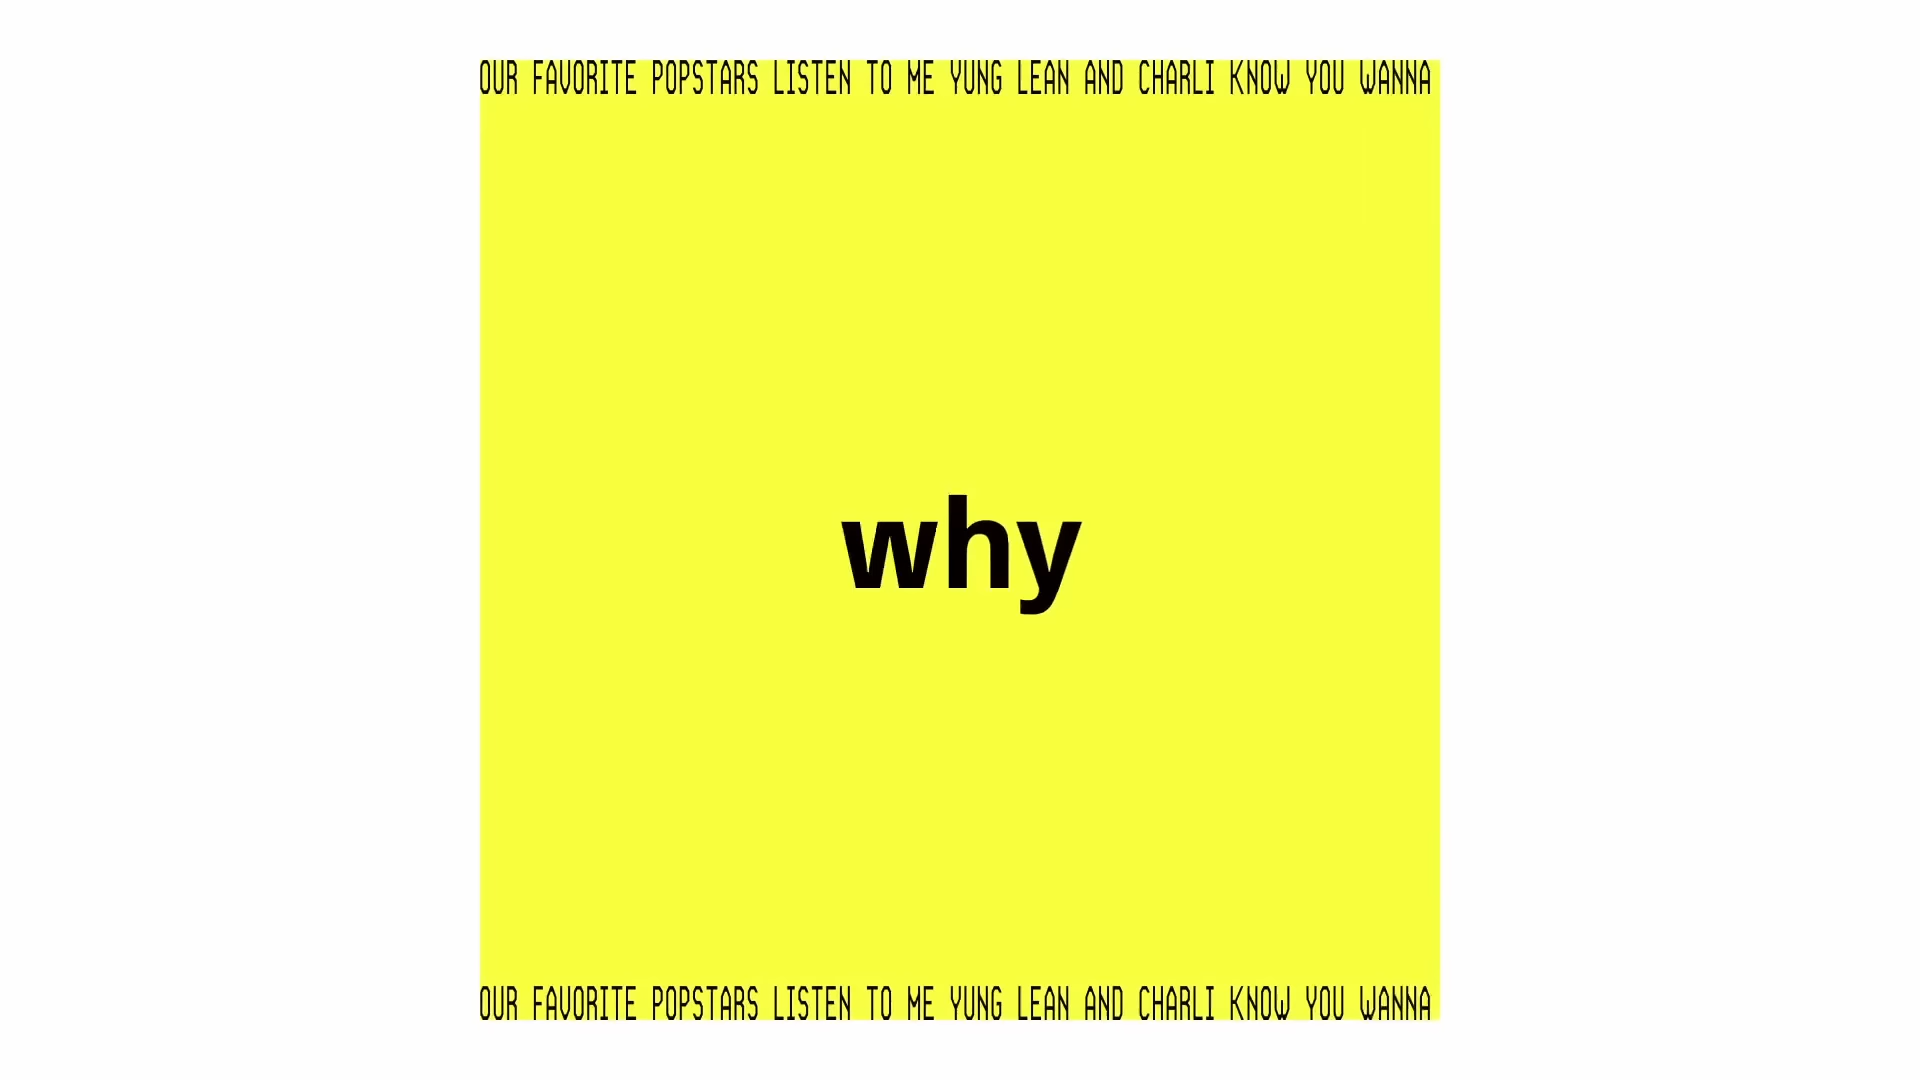 OUR FAVORITE POPSTARS LISTEN TO ME YUNG LEAN AND CHARLI KNOW YOU WANNA
why
OUR FAVORITE POPSTARS LISTEN TO ME YUNG LEAN AND CHARLI KNOW YOU WANNA